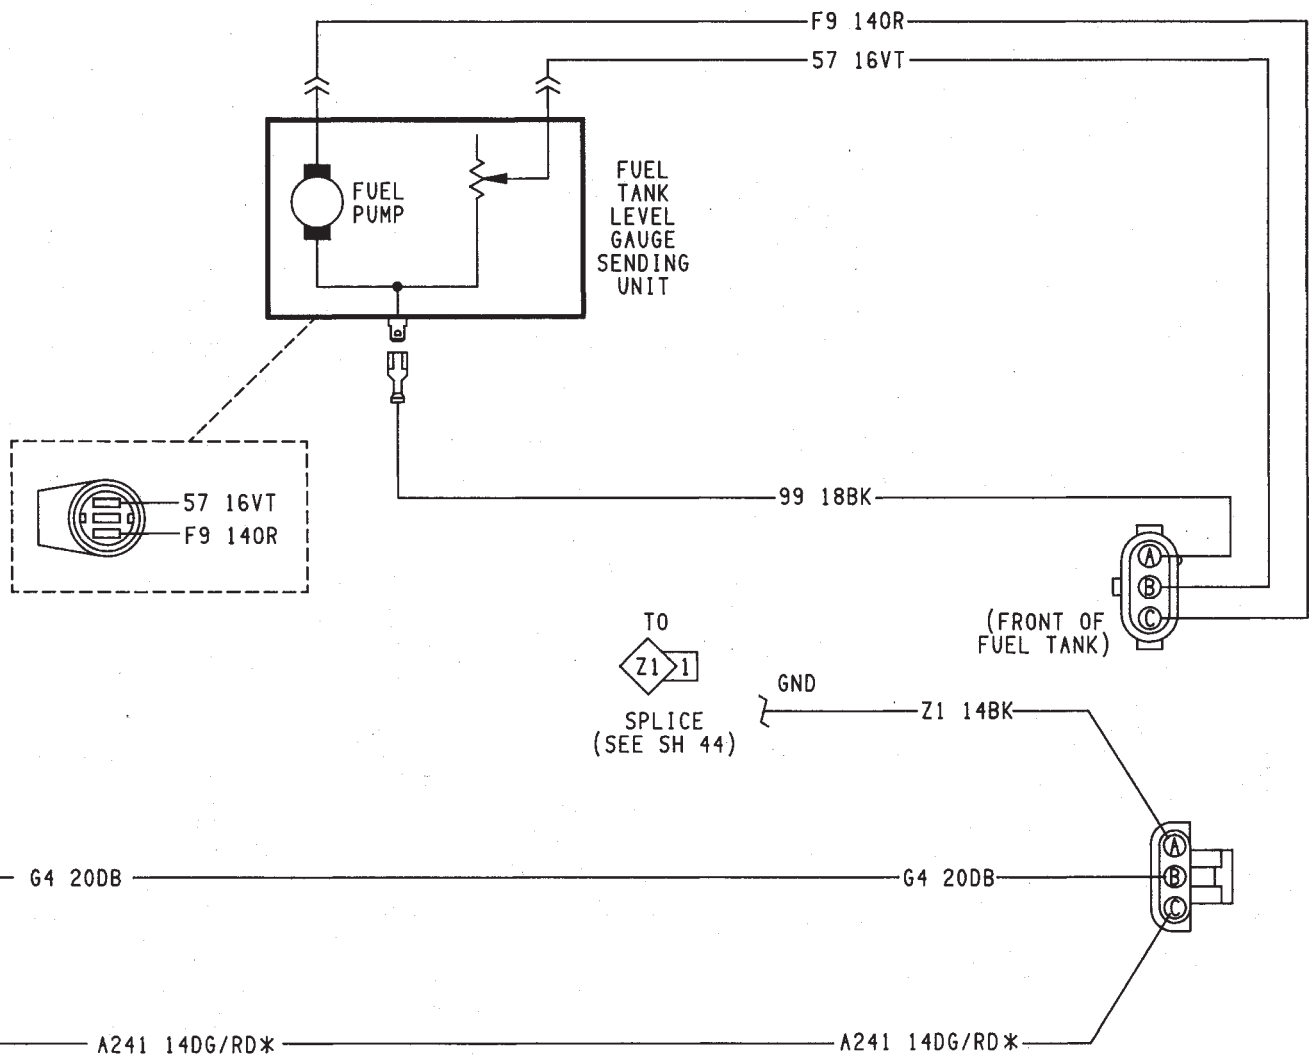 F9 14OR
57 16VT
FUEL
PUMP
FUEL
TANK
LEVEL
GAUGE
SENDING
UNIT
57 16VT
F9 14OR
99 18BK
A
B
C
(FRONT OF
FUEL TANK)
TO
Z1 1
SPLICE
(SEE SH 44)
GND
Z1 14BK
A
B
C
G4 20DB
G4 20DB
A241 14DG/RD*
A241 14DG/RD*